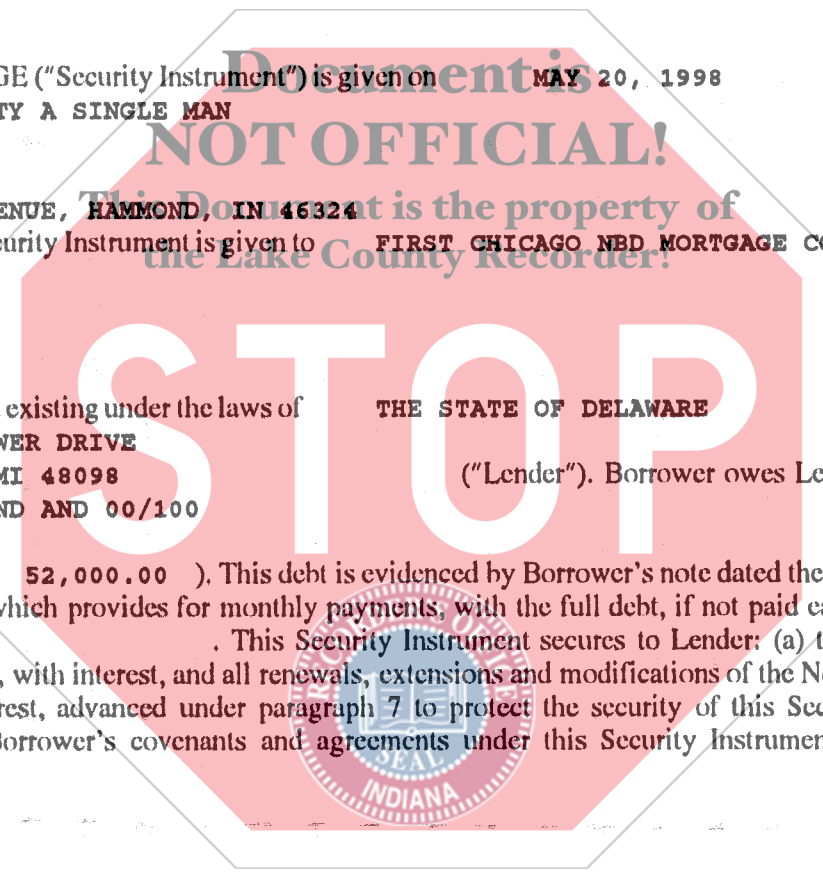 GE ("Security Instrument") is given on MAY 20, 1998
TY A SINGLE MAN
Document is
NOT OFFICIAL!
This Document is the property of
the Lake County Recorder!
ENUE, HAMMOND, IN 46324
curity Instrument is given to FIRST CHICAGO NBD MORTGAGE CO
STOP
existing under the laws of THE STATE OF DELAWARE
WER DRIVE
MI 48098 ("Lender"). Borrower owes Le
ND AND 00/100
52,000.00 ). This debt is evidenced by Borrower's note dated the
which provides for monthly payments, with the full debt, if not paid ea
. This Security Instrument secures to Lender: (a) t
, with interest, and all renewals, extensions and modifications of the No
rest, advanced under paragraph 7 to protect the security of this Sec
Borrower's covenants and agreements under this Security Instrumen
RECORDER'S OFFICE
SEAL
INDIANA